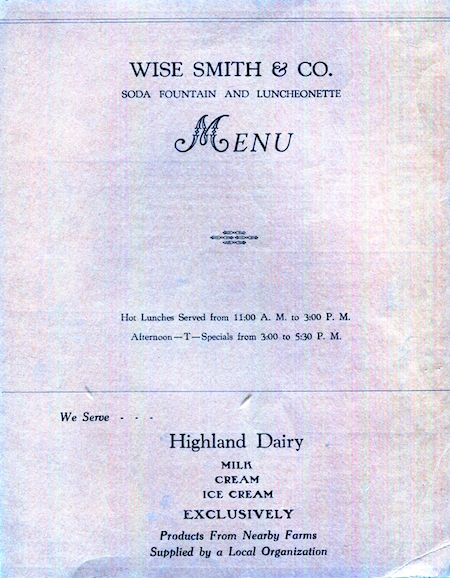 WISE SMITH & CO.
SODA FOUNTAIN AND LUNCHEONETTE
MENU
Hot Lunches Served from 11:00 A. M. to 3:00 P. M.
Afternoon—T—Specials from 3:00 to 5:30 P. M.
We Serve - - -
Highland Dairy
MILK
CREAM
ICE CREAM
EXCLUSIVELY
Products From Nearby Farms
Supplied by a Local Organization